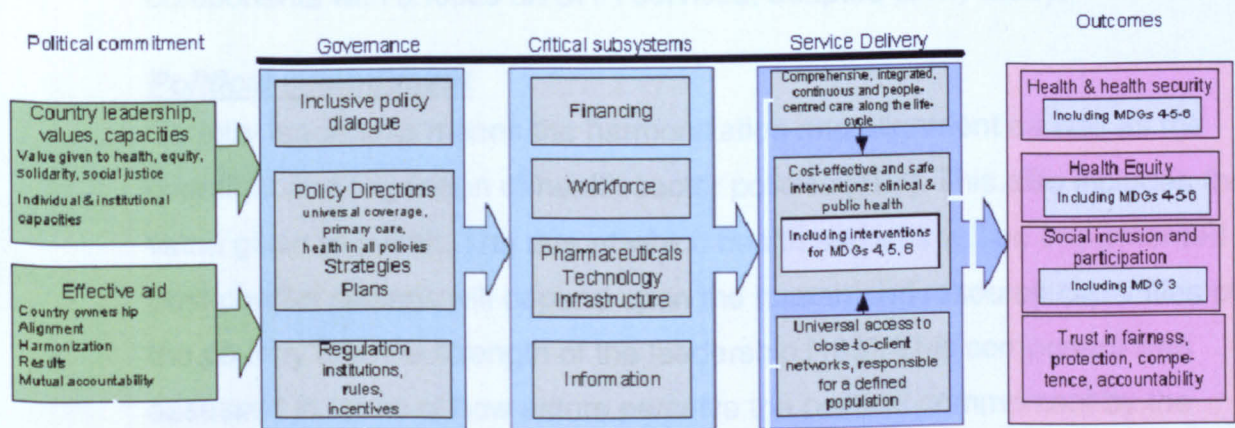 Political commitment
Governance
Critical subsystems
Service Delivery
Outcomes
Country leadership,
values, capacities
Value given to health, equity,
solidarity, social justice
Individual & institutional
capacities
Effective aid
Country ownership
Alignment
Harmonization
Results
Mutual accountability
Inclusive policy
dialogue
Policy Directions
universal coverage,
primary care,
health in all policies
Strategies
Plans
Regulation
institutions,
rules,
incentives
Financing
Workforce
Pharmaceuticals
Technology
Infrastructure
Information
Comprehensive, integrated,
continuous and people-
centred care along the life-
cycle
Cost-effective and safe
interventions: clinical &
public health
Including interventions
for MDGs 4, 5, 6
Universal access to
close-to-client
networks, responsible
for a defined
population
Health & health security
Including MDGs 4-5-6
Health Equity
Including MDGs 4-5-6
Social inclusion and
participation
Including MDG 3
Trust in fairness,
protection, compe-
tence, accountability